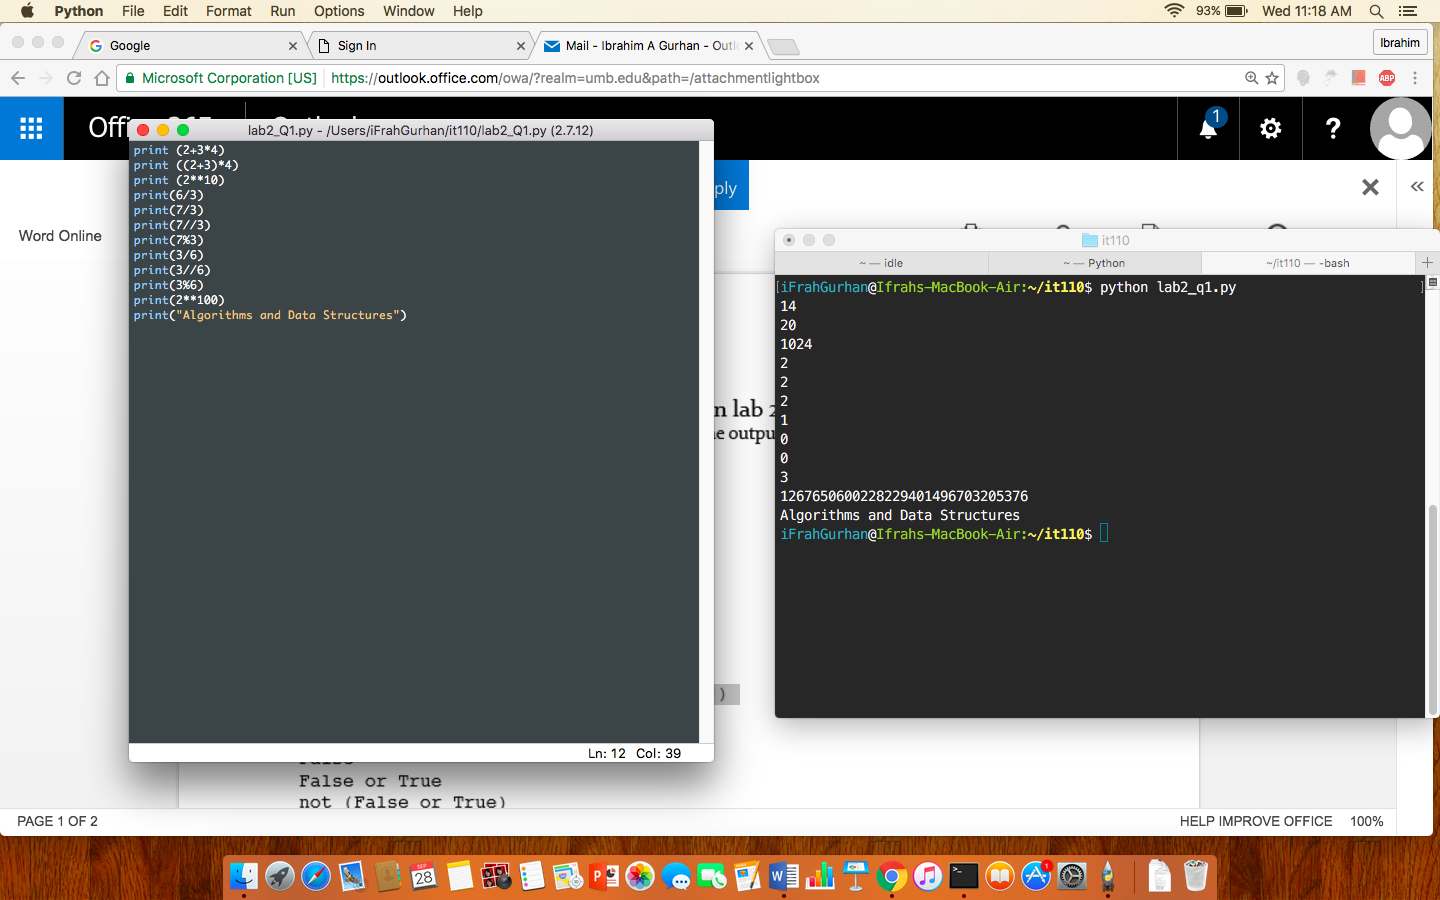 Python File Edit Format Run Options Window Help 93% Wed 11:18 AM
Google Sign In Mail - Ibrahim A Gurhan - Outl Ibrahim
Microsoft Corporation [US] https://outlook.office.com/owa/?realm=umb.edu&path=/attachmentlightbox ABP
1
?
lab2_Q1.py - /Users/iFrahGurhan/it110/lab2_Q1.py (2.7.12)
print (2+3*4)
print ((2+3)*4)
print (2**10)
print(6/3)
print(7/3)
print(7//3)
print(7%3)
print(3/6)
print(3//6)
print(3%6)
print(2**100)
print("Algorithms and Data Structures")
Ln: 12 Col: 39
ply
Word Online
n lab 2
)
False or True
not (False or True)
PAGE 1 OF 2 HELP IMPROVE OFFICE 100%
it110
~ — idle ~ — Python ~/it110 — -bash
iFrahGurhan@Ifrahs-MacBook-Air:~/it110$ python lab2_q1.py
14
20
1024
2
2
2
1
0
0
3
1267650600228229401496703205376
Algorithms and Data Structures
iFrahGurhan@Ifrahs-MacBook-Air:~/it110$
SEP
28
1